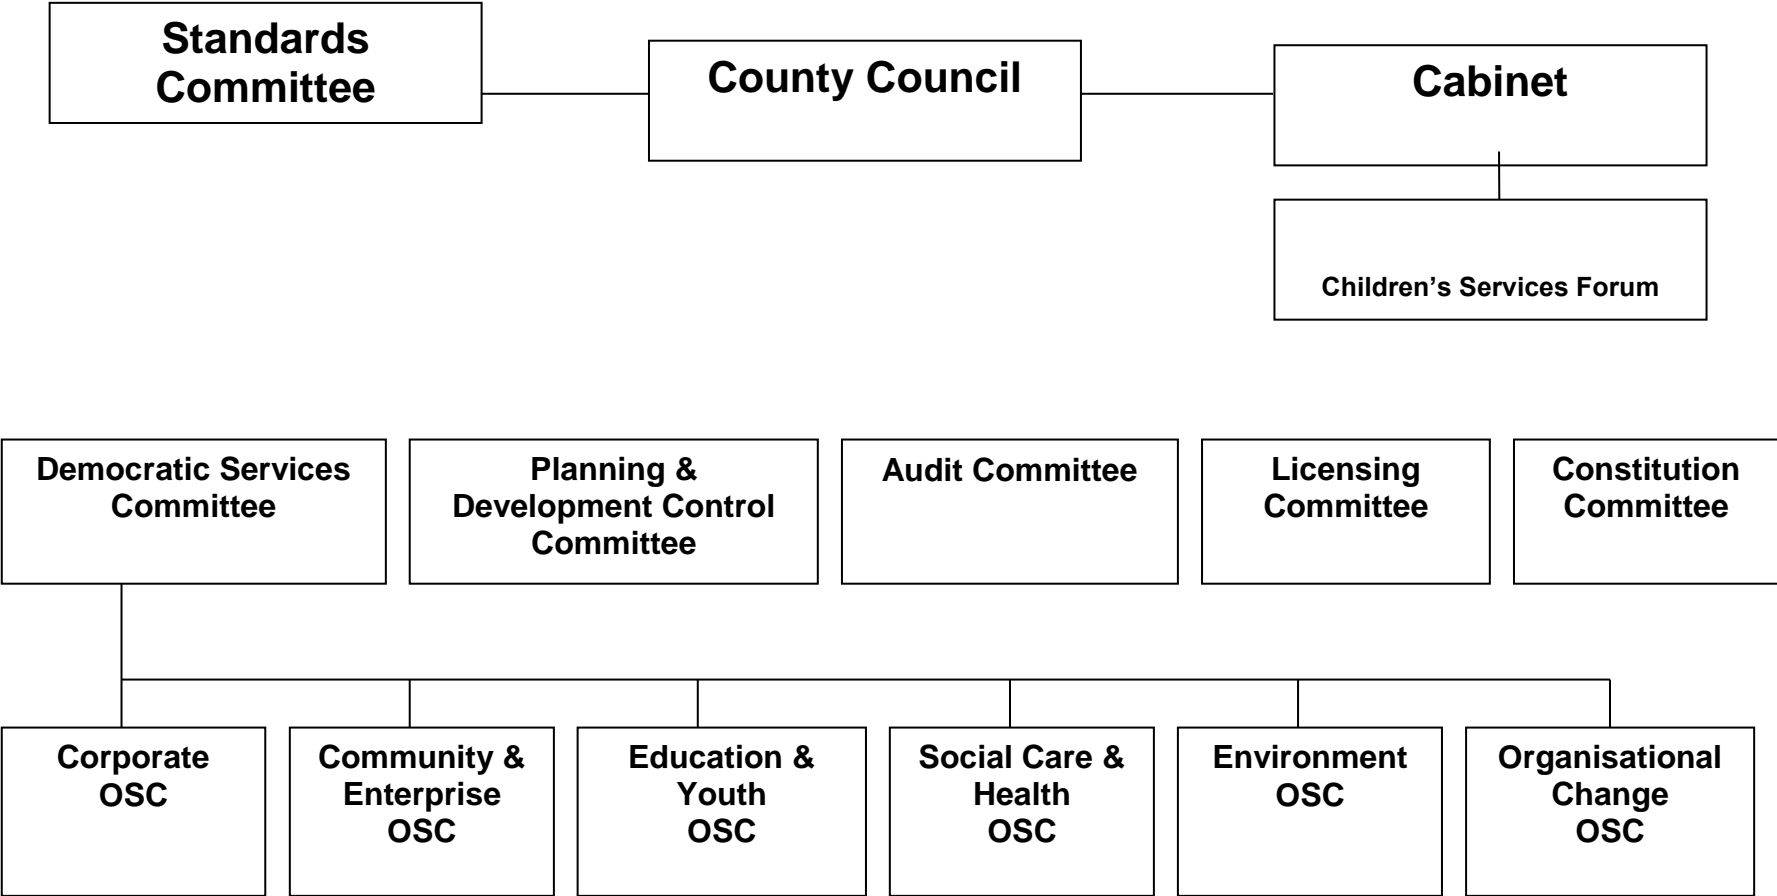 Standards
Committee
County Council
Cabinet
Children’s Services Forum
Democratic Services
Committee
Planning &
Development Control
Committee
Audit Committee
Licensing
Committee
Constitution
Committee
Corporate
OSC
Community &
Enterprise
OSC
Education &
Youth
OSC
Social Care &
Health
OSC
Environment
OSC
Organisational
Change
OSC